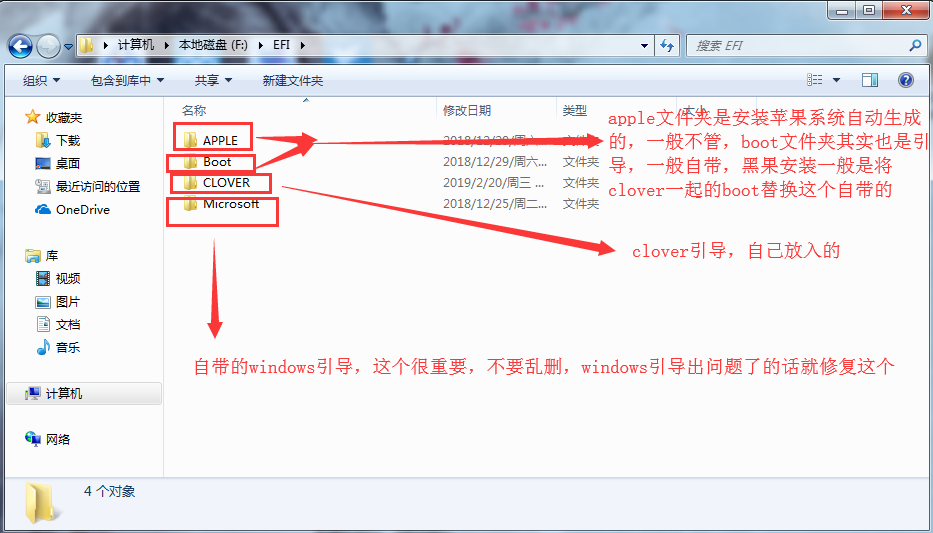 计算机 ▸ 本地磁盘 (F:) ▸ EFI ▸
搜索 EFI
组织 包含到库中 共享 新建文件夹
收藏夹
下载
桌面
最近访问的位置
OneDrive
库
视频
图片
文档
音乐
计算机
网络
名称 修改日期 类型
APPLE 文件夹
Boot 2018/12/29/周六... 文件夹
CLOVER 2019/2/20/周三 ... 文件夹
Microsoft 2018/12/25/周二... 文件夹
apple文件夹是安装苹果系统自动生成
的，一般不管，boot文件夹其实也是引
导，一般自带，黑果安装一般是将
clover一起的boot替换这个自带的
clover引导，自己放入的
自带的windows引导，这个很重要，不要乱删，windows引导出问题了的话就修复这个
4 个对象